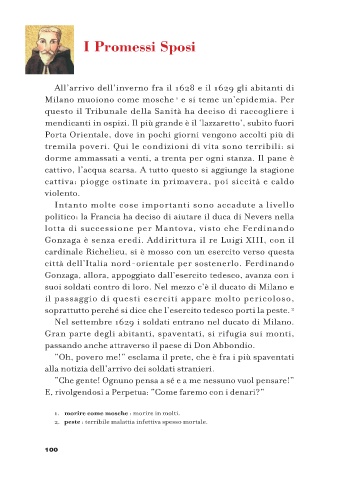 I Promessi Sposi
All'arrivo dell'inverno fra il 1628 e il 1629 gli abitanti di
Milano muoiono come mosche¹ e si teme un'epidemia. Per
questo il Tribunale della Sanità ha deciso di raccogliere i
mendicanti in ospizi. Il più grande è il "lazzaretto", subito fuori
Porta Orientale, dove in pochi giorni vengono accolti più di
tremila poveri. Qui le condizioni di vita sono terribili: si
dorme ammassati a venti, a trenta per ogni stanza. Il pane è
cattivo, l'acqua scarsa. A tutto questo si aggiunge la stagione
cattiva: piogge ostinate in primavera, poi siccità e caldo
violento.
Intanto molte cose importanti sono accadute a livello
politico: la Francia ha deciso di aiutare il duca di Nevers nella
lotta di successione per Mantova, visto che Ferdinando
Gonzaga è senza eredi. Addirittura il re Luigi XIII, con il
cardinale Richelieu, si è mosso con un esercito verso questa
città dell'Italia nord-orientale per sostenerlo. Ferdinando
Gonzaga, allora, appoggiato dall'esercito tedesco, avanza con i
suoi soldati contro di loro. Nel mezzo c'è il ducato di Milano e
il passaggio di questi eserciti appare molto pericoloso,
soprattutto perché si dice che l'esercito tedesco porti la peste.²
Nel settembre 1629 i soldati entrano nel ducato di Milano.
Gran parte degli abitanti, spaventati, si rifugia sui monti,
passando anche attraverso il paese di Don Abbondio.
"Oh, povero me!" esclama il prete, che è fra i più spaventati
alla notizia dell'arrivo dei soldati stranieri.
"Che gente! Ognuno pensa a sé e a me nessuno vuol pensare!"
E, rivolgendosi a Perpetua: "Come faremo con i denari?"
1. morire come mosche : morire in molti.
2. peste : terribile malattia infettiva spesso mortale.
100